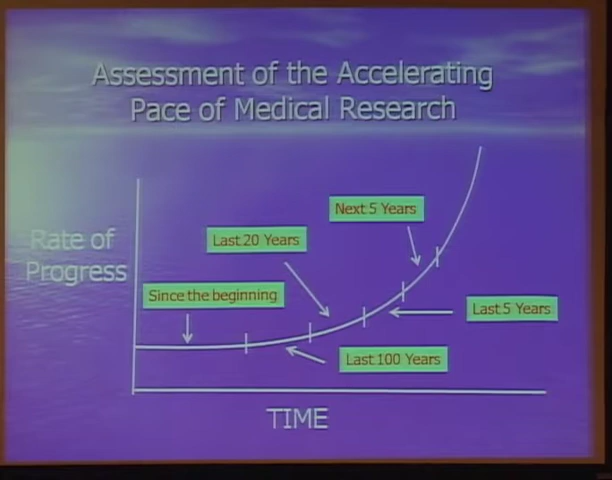 Assessment of the Accelerating
Pace of Medical Research
Next 5 Years
Last 20 Years
Rate of
Progress
Since the beginning
Last 5 Years
Last 100 Years
TIME